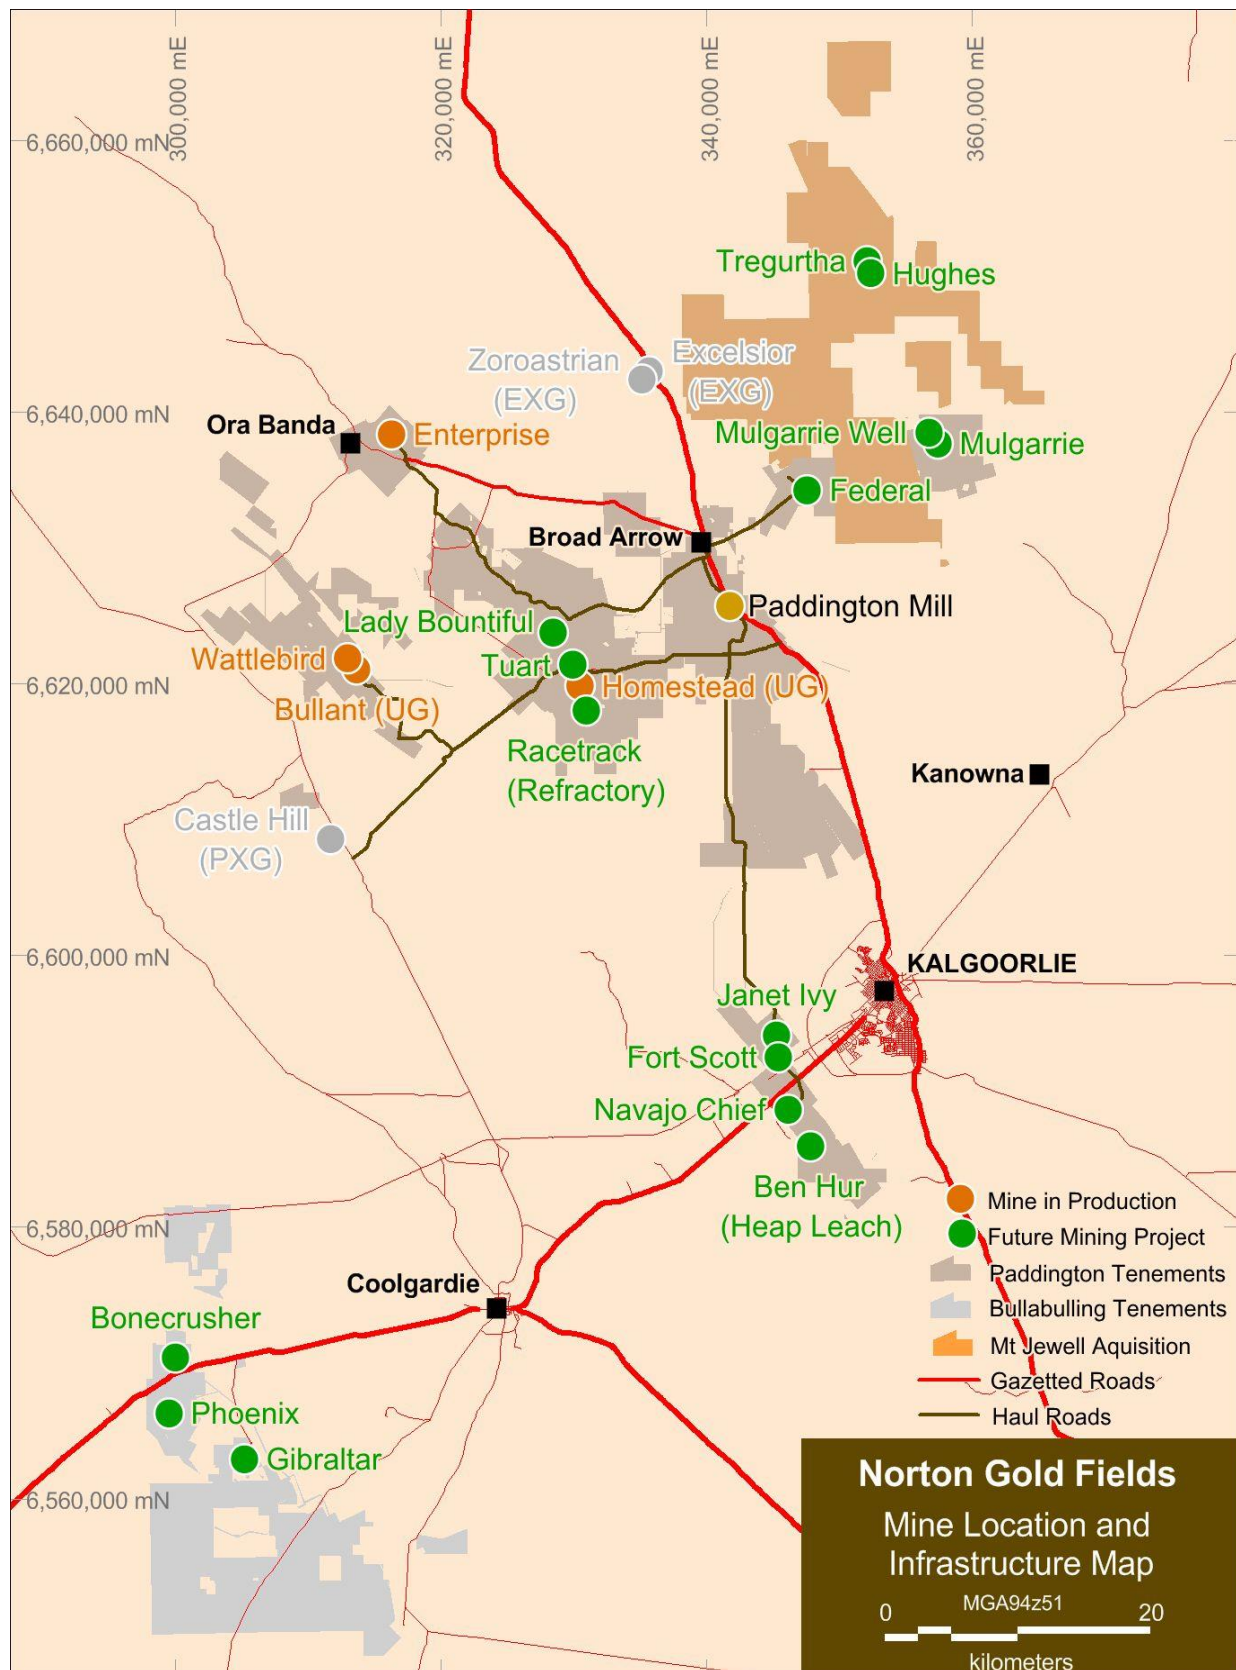 300,000 mE
320,000 mE
340,000 mE
360,000 mE
6,660,000 mN
Tregurtha
Hughes
Zoroastrian
(EXG)
Excelsior
(EXG)
6,640,000 mN
Ora Banda
Enterprise
Mulgarrie Well
Mulgarrie
Federal
Broad Arrow
Paddington Mill
Lady Bountiful
Tuart
Wattlebird
6,620,000 mN
Homestead (UG)
Bullant (UG)
Racetrack
(Refractory)
Kanowna
Castle Hill
(PXG)
6,600,000 mN
KALGOORLIE
Janet Ivy
Fort Scott
Navajo Chief
Ben Hur
(Heap Leach)
6,580,000 mN
Coolgardie
Bonecrusher
Phoenix
Gibraltar
6,560,000 mN
Mine in Production
Future Mining Project
Paddington Tenements
Bullabulling Tenements
Mt Jewell Aquisition
Gazetted Roads
Haul Roads
Norton Gold Fields
Mine Location and
Infrastructure Map
MGA94z51
0 20
kilometers